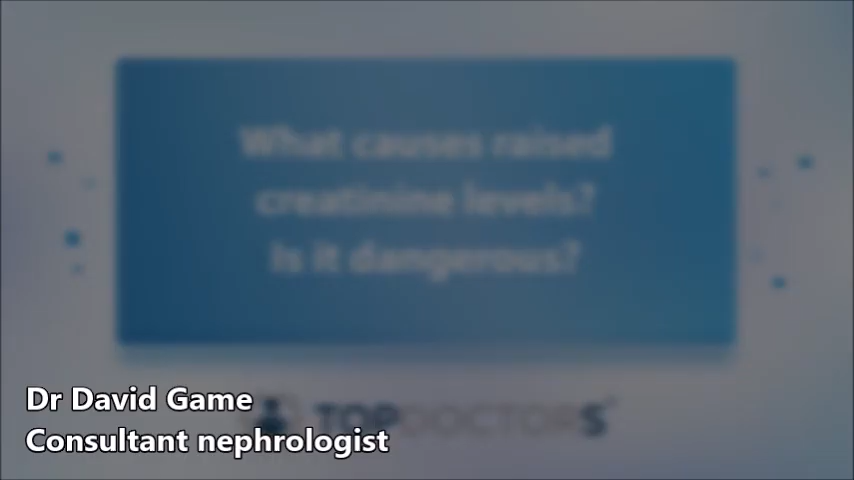 What causes raised
creatinine levels?
Is it dangerous?
TOPDOCTORS
Dr David Game
Consultant nephrologist